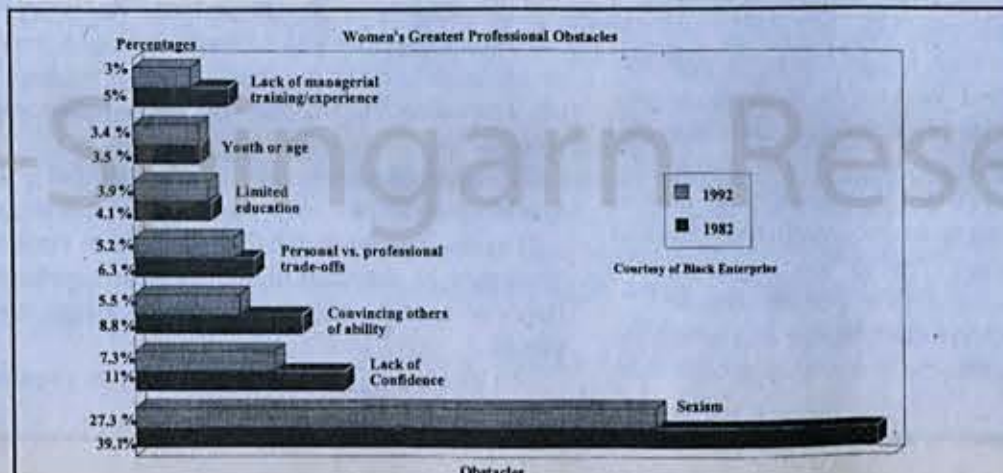 Women's Greatest Professional Obstacles
Percentages
3%
5%
Lack of managerial
training/experience
3.4 %
3.5 %
Youth or age
3.9 %
4.1 %
Limited
education
5.2 %
6.3 %
Personal vs. professional
trade-offs
5.5 %
8.8 %
Convincing others
of ability
7.3 %
11%
Lack of
Confidence
27.3 %
39.1%
Sexism
1992
1982
Courtesy of Black Enterprise
Obstacles
-Spingarn Rese